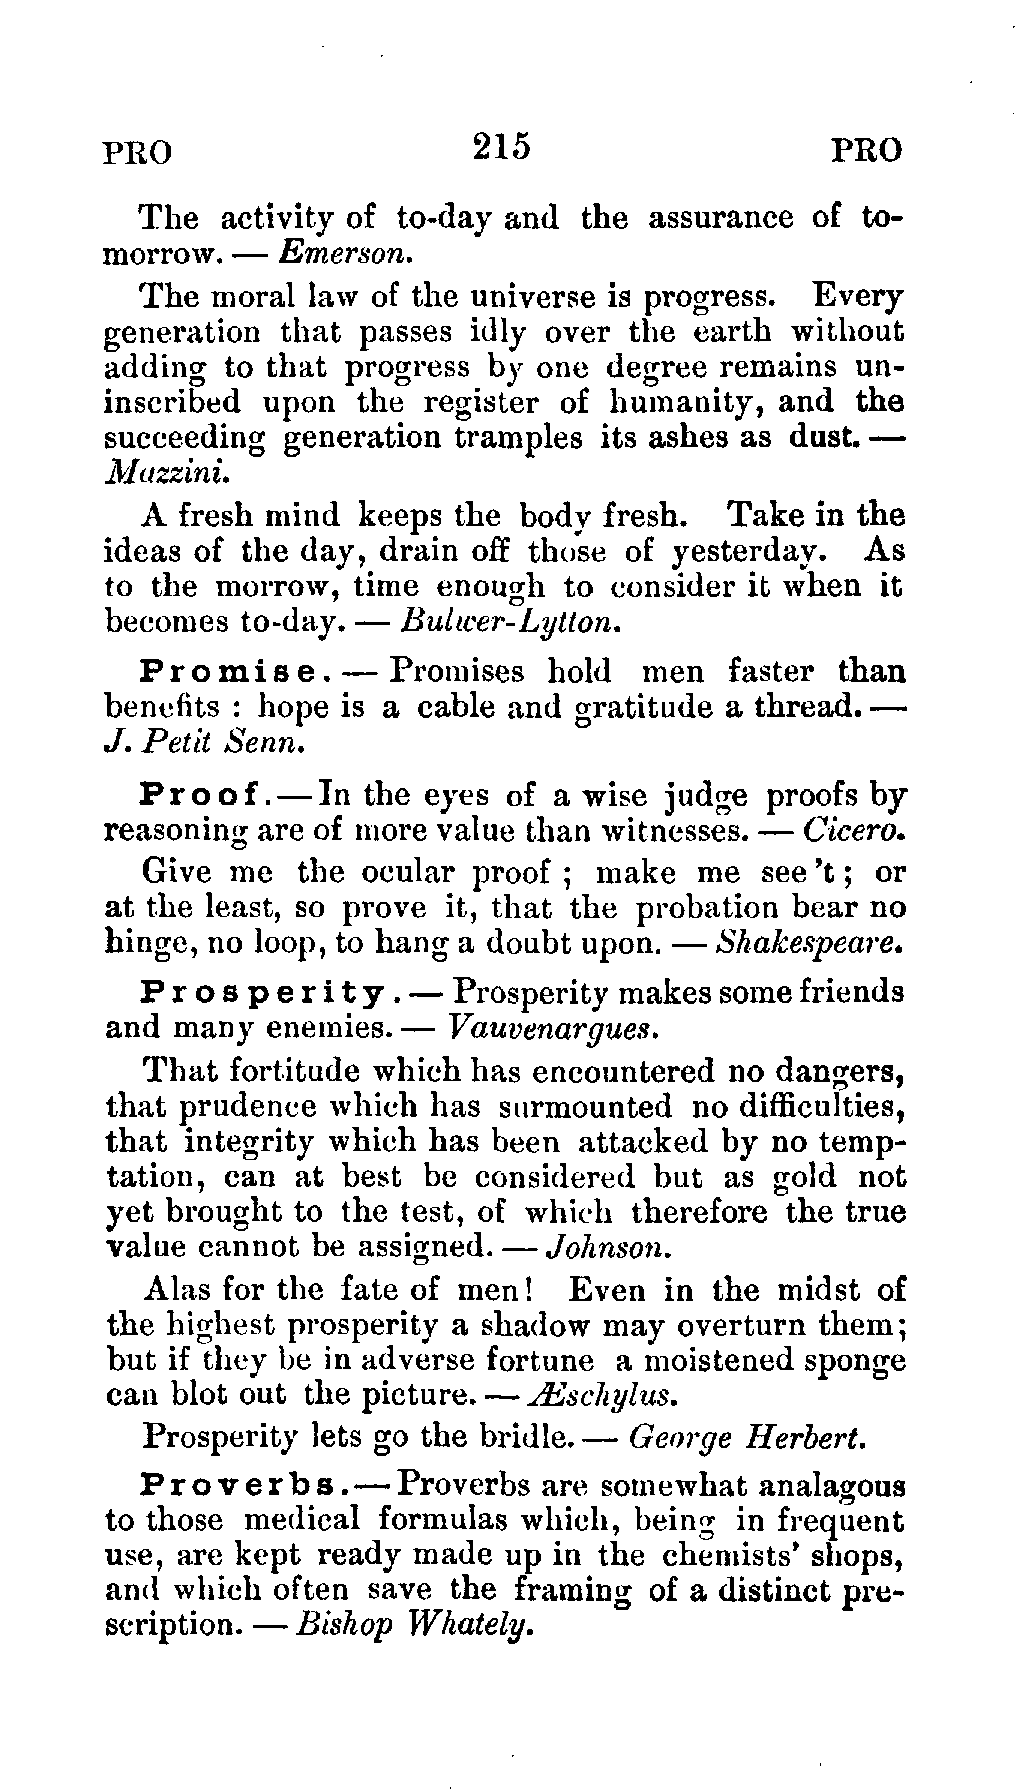 PRO 215 PRO
The activity of to-day and the assurance of to-
morrow. — Emerson.
The moral law of the universe is progress. Every
generation that passes idly over the earth without
adding to that progress by one degree remains un-
inscribed upon the register of humanity, and the
succeeding generation tramples its ashes as dust. —
Mazzini.
A fresh mind keeps the body fresh. Take in the
ideas of the day, drain off those of yesterday. As
to the morrow, time enough to consider it when it
becomes to-day. — Bulwer-Lytton.
Promise. — Promises hold men faster than
benefits : hope is a cable and gratitude a thread. —
J. Petit Senn.
Proof. — In the eyes of a wise judge proofs by
reasoning are of more value than witnesses. — Cicero.
Give me the ocular proof ; make me see 't ; or
at the least, so prove it, that the probation bear no
hinge, no loop, to hang a doubt upon. — Shakespeare.
Prosperity. — Prosperity makes some friends
and many enemies. — Vauvenargues.
That fortitude which has encountered no dangers,
that prudence which has surmounted no difficulties,
that integrity which has been attacked by no temp-
tation, can at best be considered but as gold not
yet brought to the test, of which therefore the true
value cannot be assigned. — Johnson.
Alas for the fate of men! Even in the midst of
the highest prosperity a shadow may overturn them;
but if they be in adverse fortune a moistened sponge
can blot out the picture. — Æschylus.
Prosperity lets go the bridle. — George Herbert.
Proverbs. — Proverbs are somewhat analagous
to those medical formulas which, being in frequent
use, are kept ready made up in the chemists' shops,
and which often save the framing of a distinct pre-
scription. — Bishop Whately.